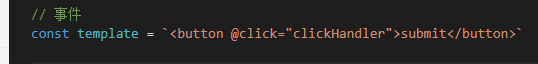 // 事件
const template = `<button @click="clickHandler">submit</button>`